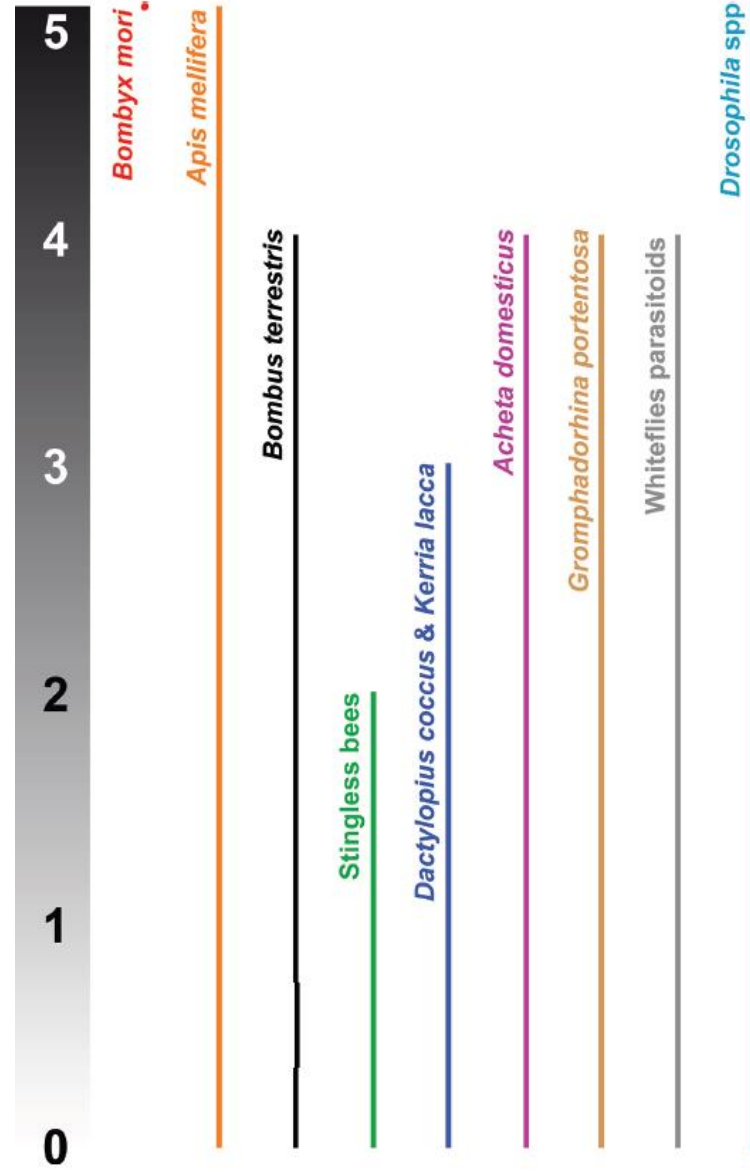 5
4
3
2
1
0
Bombyx mori
Apis mellifera
Bombus terrestris
Stingless bees
Dactylopius coccus & Kerria lacca
Acheta domesticus
Gromphadorhina portentosa
Whiteflies parasitoids
Drosophila spp